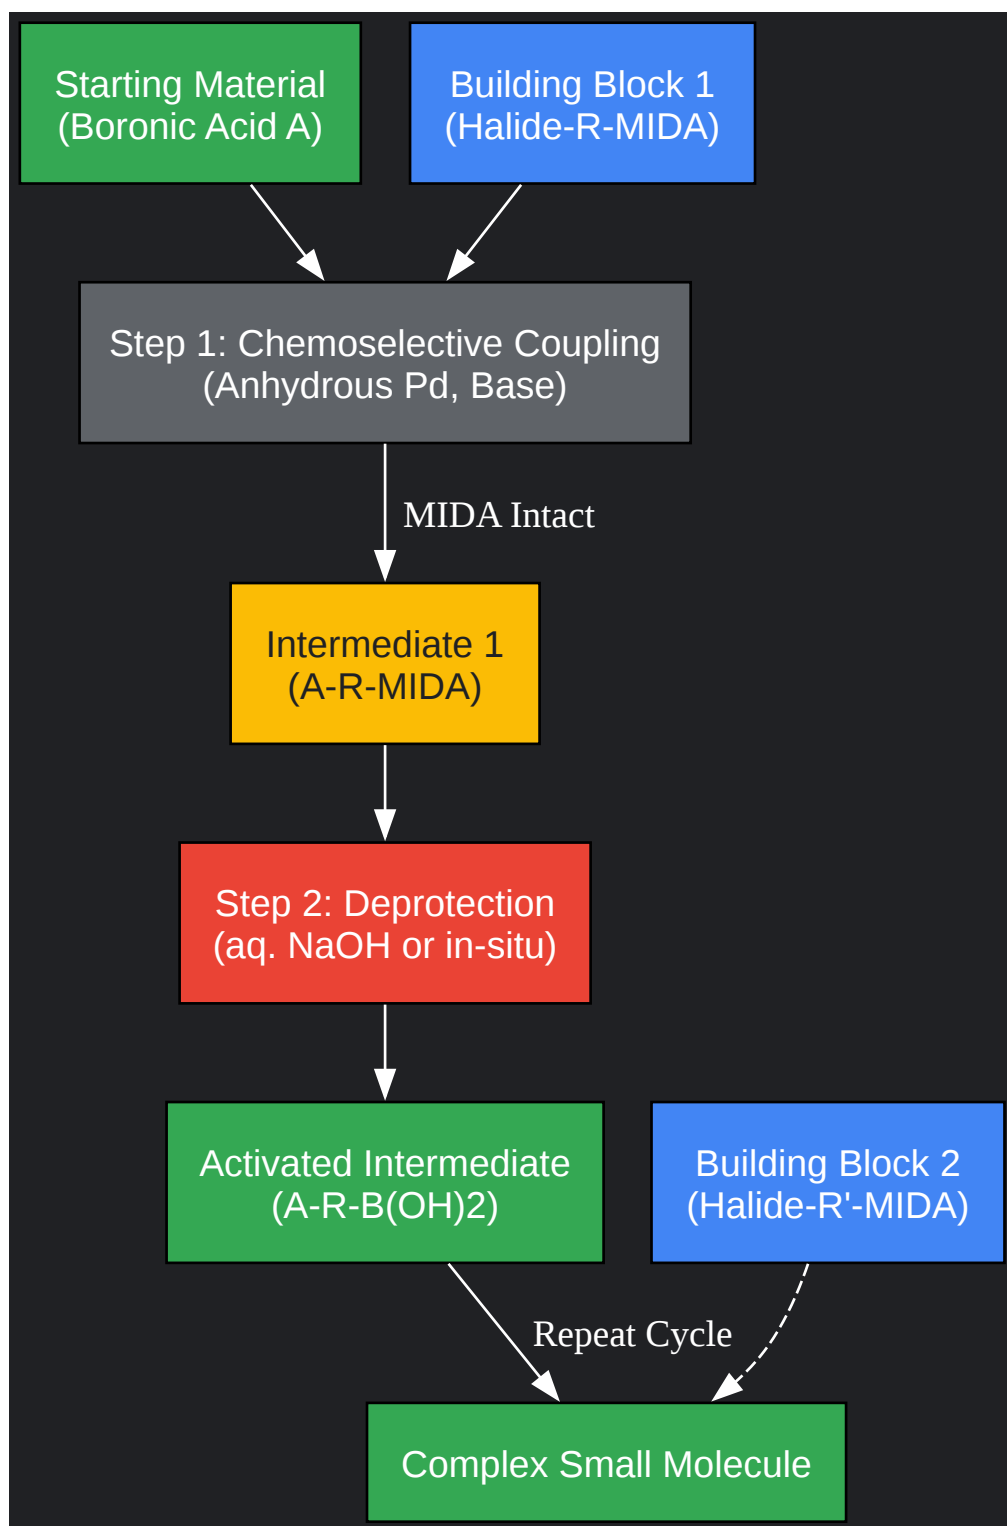 Starting Material
(Boronic Acid A)
Building Block 1
(Halide-R-MIDA)
Step 1: Chemoselective Coupling
(Anhydrous Pd, Base)
MIDA Intact
Intermediate 1
(A-R-MIDA)
Step 2: Deprotection
(aq. NaOH or in-situ)
Activated Intermediate
(A-R-B(OH)2)
Building Block 2
(Halide-R'-MIDA)
Repeat Cycle
Complex Small Molecule